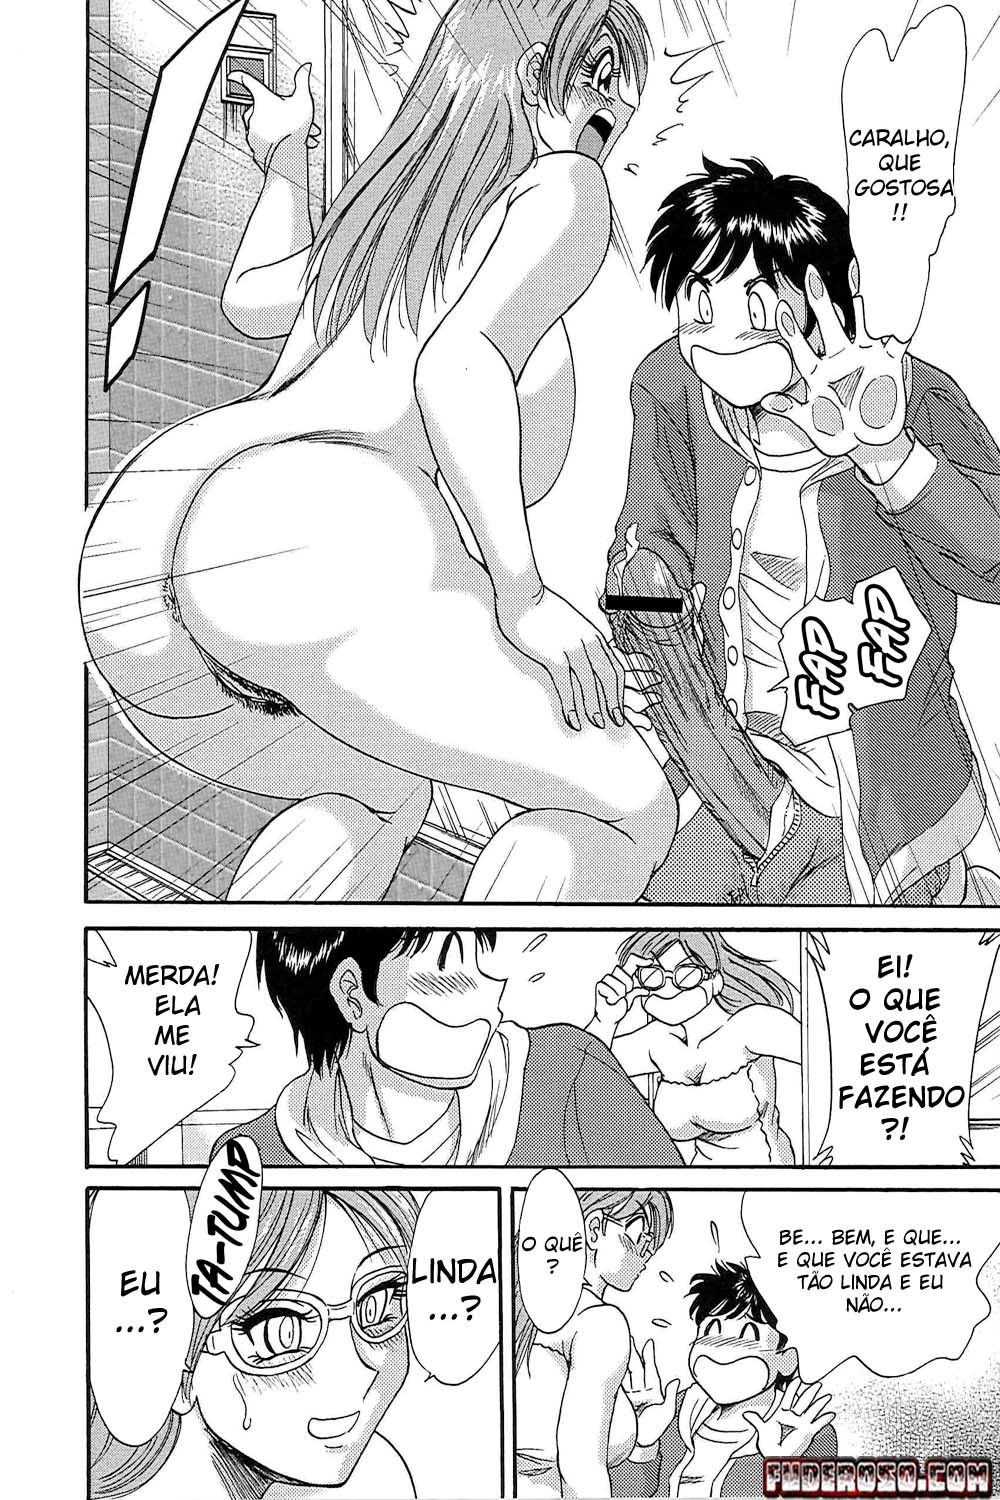 CARALHO,
QUE
GOSTOSA
!!
FAP
FAP
EI!
O QUE
VOCÊ
ESTÁ
FAZENDO
?!
MERDA!
ELA
ME
VIU!
BE... BEM, E QUE...
E QUE VOCÊ ESTAVA
TÃO LINDA E EU
NÃO...
O QUÊ
?
LINDA
...?
TA-TUMP
EU
...?
FUDEROSO.COM